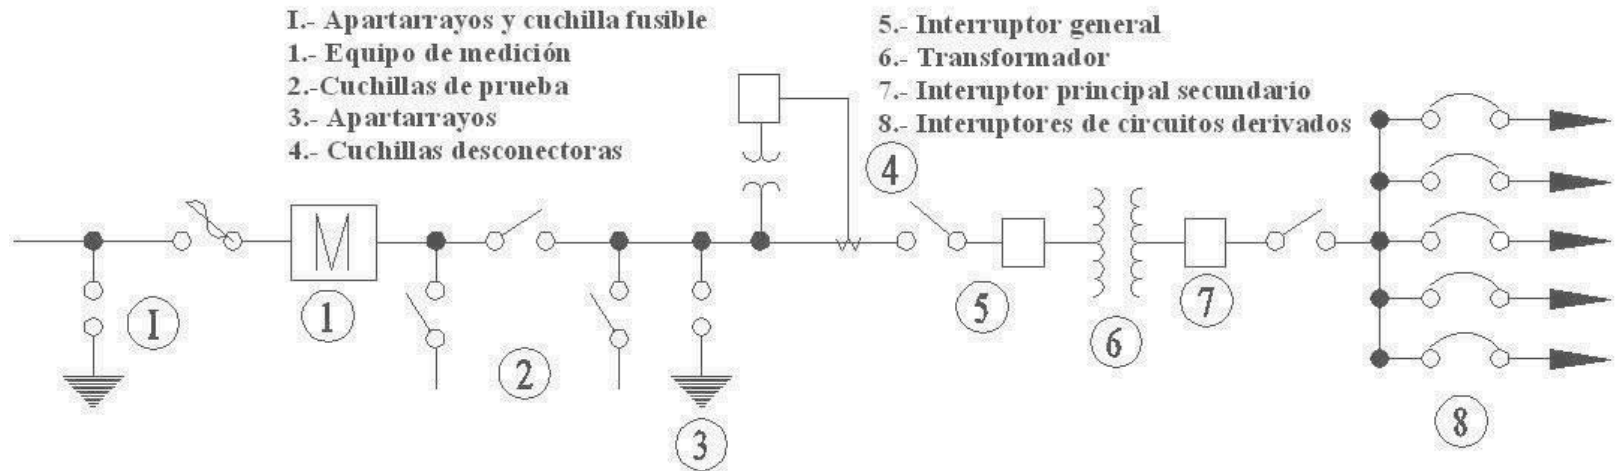 I.- Apartarrayos y cuchilla fusible
1.- Equipo de medición
2.-Cuchillas de prueba
3.- Apartarrayos
4.- Cuchillas desconectoras
5.- Interruptor general
6.- Transformador
7.- Interuptor principal secundario
8.- Interuptores de circuitos derivados
4
M
I
1
2
3
5
6
7
8